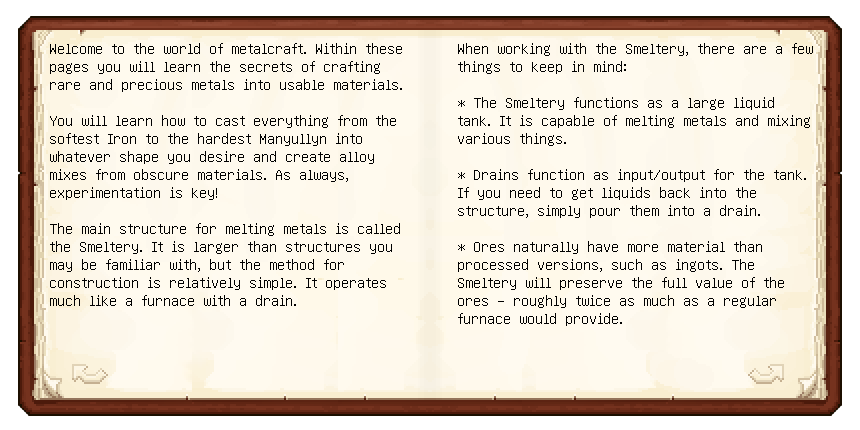 Welcome to the world of metalcraft. Within these
pages you will learn the secrets of crafting
rare and precious metals into usable materials.
You will learn how to cast everything from the
softest Iron to the hardest Manyullyn into
whatever shape you desire and create alloy
mixes from obscure materials. As always,
experimentation is key!
The main structure for melting metals is called
the Smeltery. It is larger than structures you
may be familiar with, but the method for
construction is relatively simple. It operates
much like a furnace with a drain.
When working with the Smeltery, there are a few
things to keep in mind:
* The Smeltery functions as a large liquid
tank. It is capable of melting metals and mixing
various things.
* Drains function as input/output for the tank.
If you need to get liquids back into the
structure, simply pour them into a drain.
* Ores naturally have more material than
processed versions, such as ingots. The
Smeltery will preserve the full value of the
ores - roughly twice as much as a regular
furnace would provide.